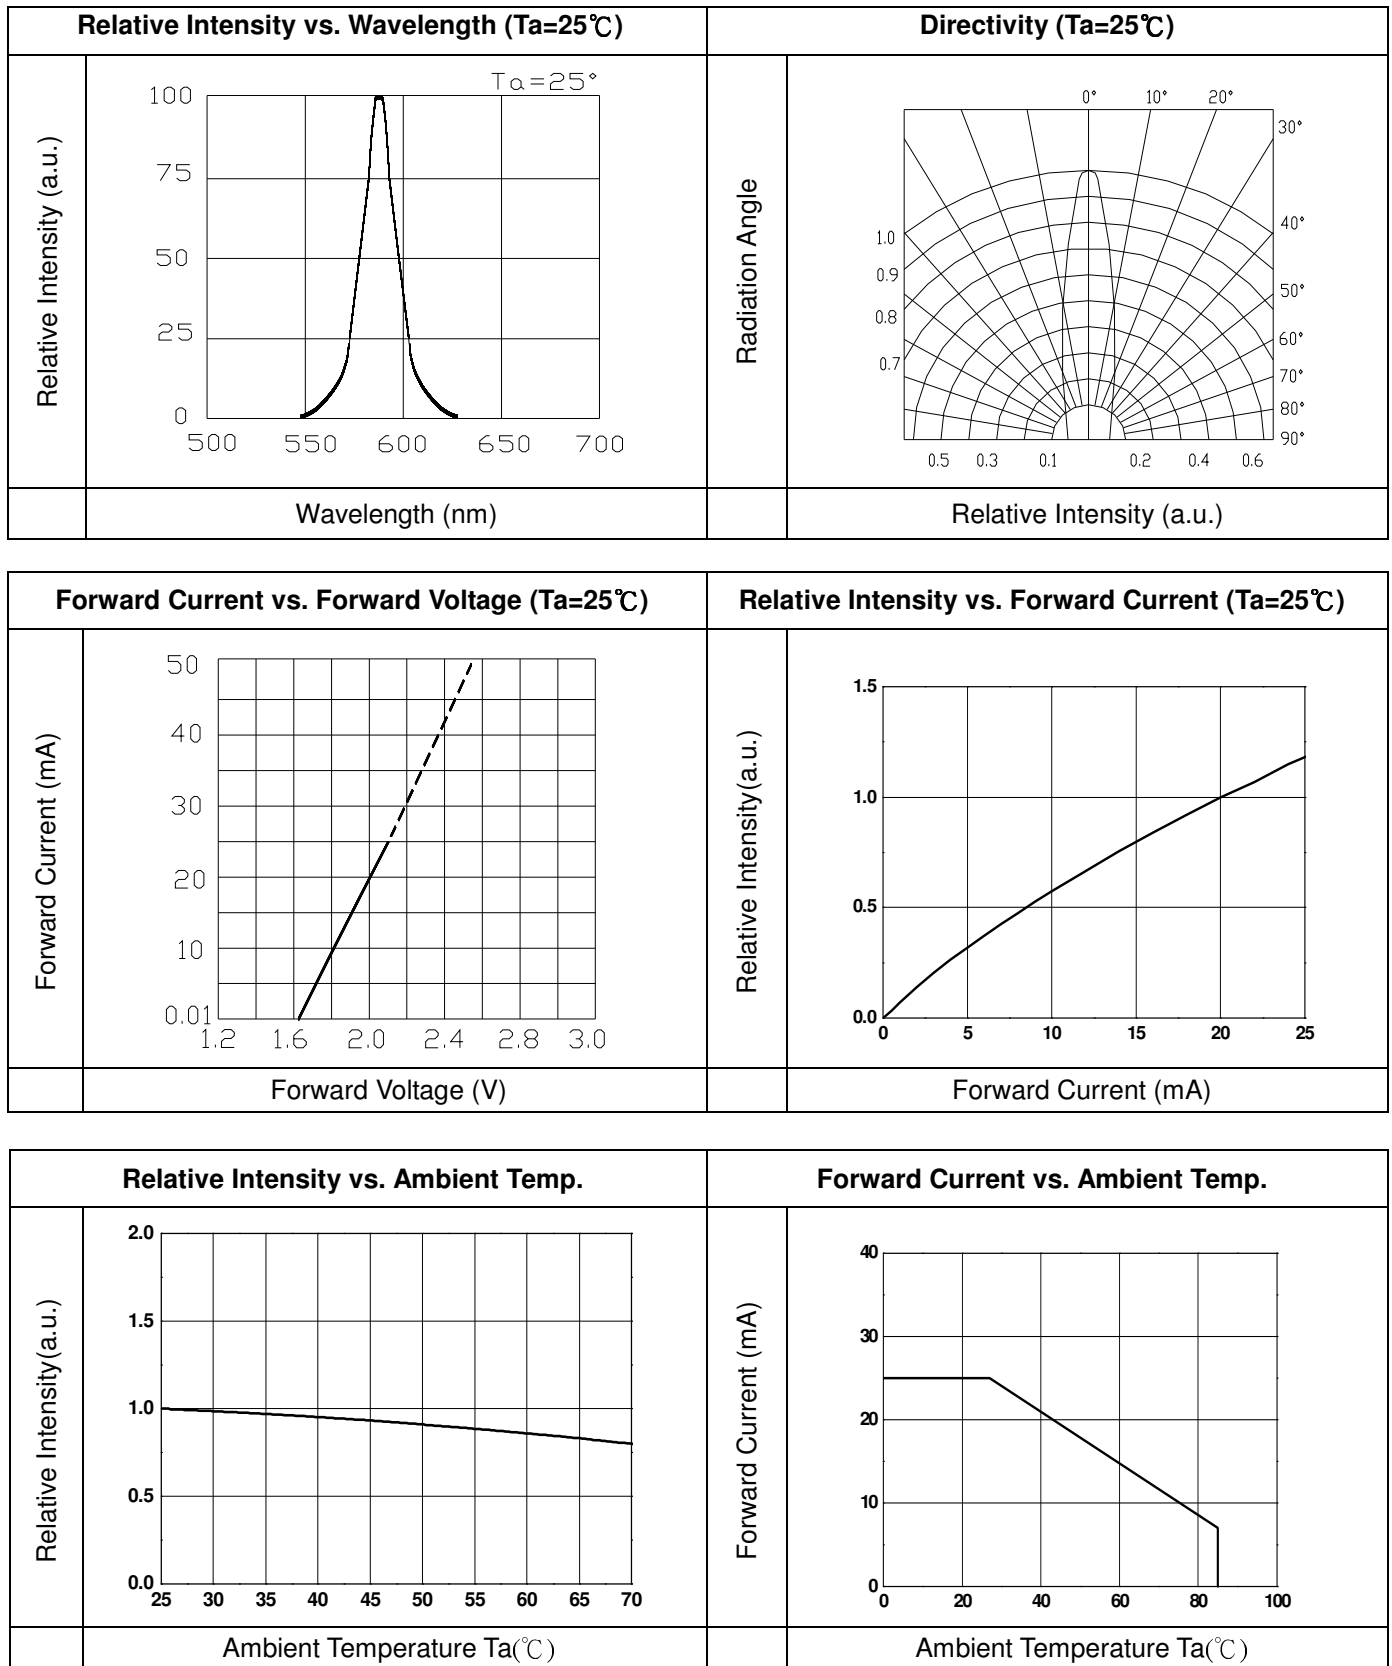 Relative Intensity vs. Wavelength (Ta=25℃)
Directivity (Ta=25℃)
Relative Intensity (a.u.)
Ta=25°
100
75
50
25
0
500 550 600 650 700
Wavelength (nm)
Radiation Angle
0° 10° 20°
30°
40°
50°
60°
70°
80°
90°
1.0
0.9
0.8
0.7
0.5 0.3 0.1 0.2 0.4 0.6
Relative Intensity (a.u.)
Forward Current vs. Forward Voltage (Ta=25℃)
Relative Intensity vs. Forward Current (Ta=25℃)
Forward Current (mA)
50
40
30
20
10
0.01
1.2 1.6 2.0 2.4 2.8 3.0
Forward Voltage (V)
Relative Intensity(a.u.)
1.5
1.0
0.5
0.0
0 5 10 15 20 25
Forward Current (mA)
Relative Intensity vs. Ambient Temp.
Forward Current vs. Ambient Temp.
Relative Intensity(a.u.)
2.0
1.5
1.0
0.5
0.0
25 30 35 40 45 50 55 60 65 70
Ambient Temperature Ta(℃)
Forward Current (mA)
40
30
20
10
0
0 20 40 60 80 100
Ambient Temperature Ta(℃)